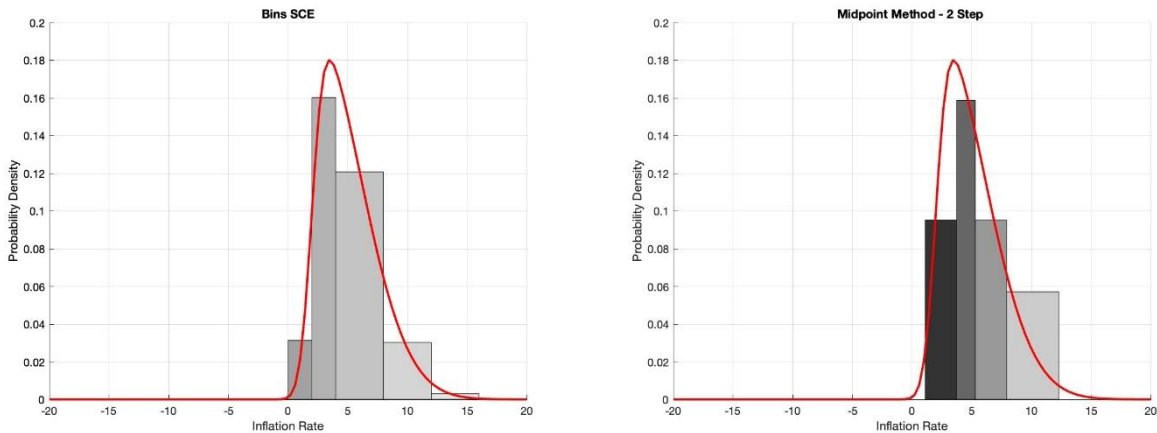 Bins SCE
Probability Density
0.2
0.18
0.16
0.14
0.12
0.1
0.08
0.06
0.04
0.02
0
-20 -15 -10 -5 0 5 10 15 20
Inflation Rate
Midpoint Method - 2 Step
Probability Density
0.2
0.18
0.16
0.14
0.12
0.1
0.08
0.06
0.04
0.02
0
-20 -15 -10 -5 0 5 10 15 20
Inflation Rate